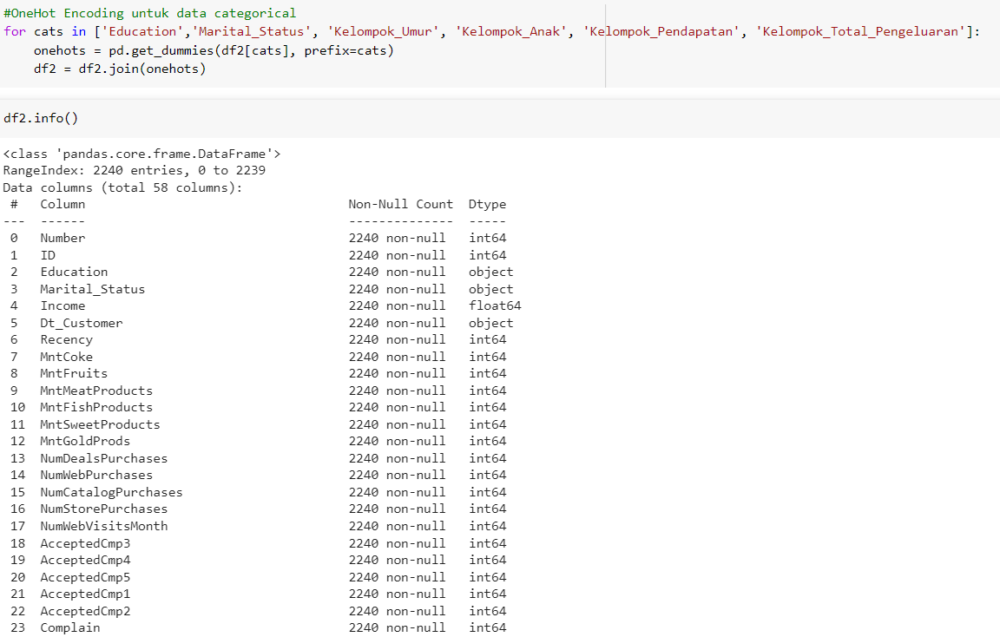 #OneHot Encoding untuk data categorical
for cats in ['Education','Marital_Status', 'Kelompok_Umur', 'Kelompok_Anak', 'Kelompok_Pendapatan', 'Kelompok_Total_Pengeluaran']:
    onehots = pd.get_dummies(df2[cats], prefix=cats)
    df2 = df2.join(onehots)
df2.info()
<class 'pandas.core.frame.DataFrame'>
RangeIndex: 2240 entries, 0 to 2239
Data columns (total 58 columns):
 #   Column                                   Non-Null Count  Dtype
---  ------                                   --------------  -----
 0   Number                                   2240 non-null   int64
 1   ID                                       2240 non-null   int64
 2   Education                                2240 non-null   object
 3   Marital_Status                           2240 non-null   object
 4   Income                                   2240 non-null   float64
 5   Dt_Customer                              2240 non-null   object
 6   Recency                                  2240 non-null   int64
 7   MntCoke                                  2240 non-null   int64
 8   MntFruits                                2240 non-null   int64
 9   MntMeatProducts                          2240 non-null   int64
 10  MntFishProducts                          2240 non-null   int64
 11  MntSweetProducts                         2240 non-null   int64
 12  MntGoldProds                             2240 non-null   int64
 13  NumDealsPurchases                        2240 non-null   int64
 14  NumWebPurchases                          2240 non-null   int64
 15  NumCatalogPurchases                      2240 non-null   int64
 16  NumStorePurchases                        2240 non-null   int64
 17  NumWebVisitsMonth                        2240 non-null   int64
 18  AcceptedCmp3                             2240 non-null   int64
 19  AcceptedCmp4                             2240 non-null   int64
 20  AcceptedCmp5                             2240 non-null   int64
 21  AcceptedCmp1                             2240 non-null   int64
 22  AcceptedCmp2                             2240 non-null   int64
 23  Complain                                 2240 non-null   int64